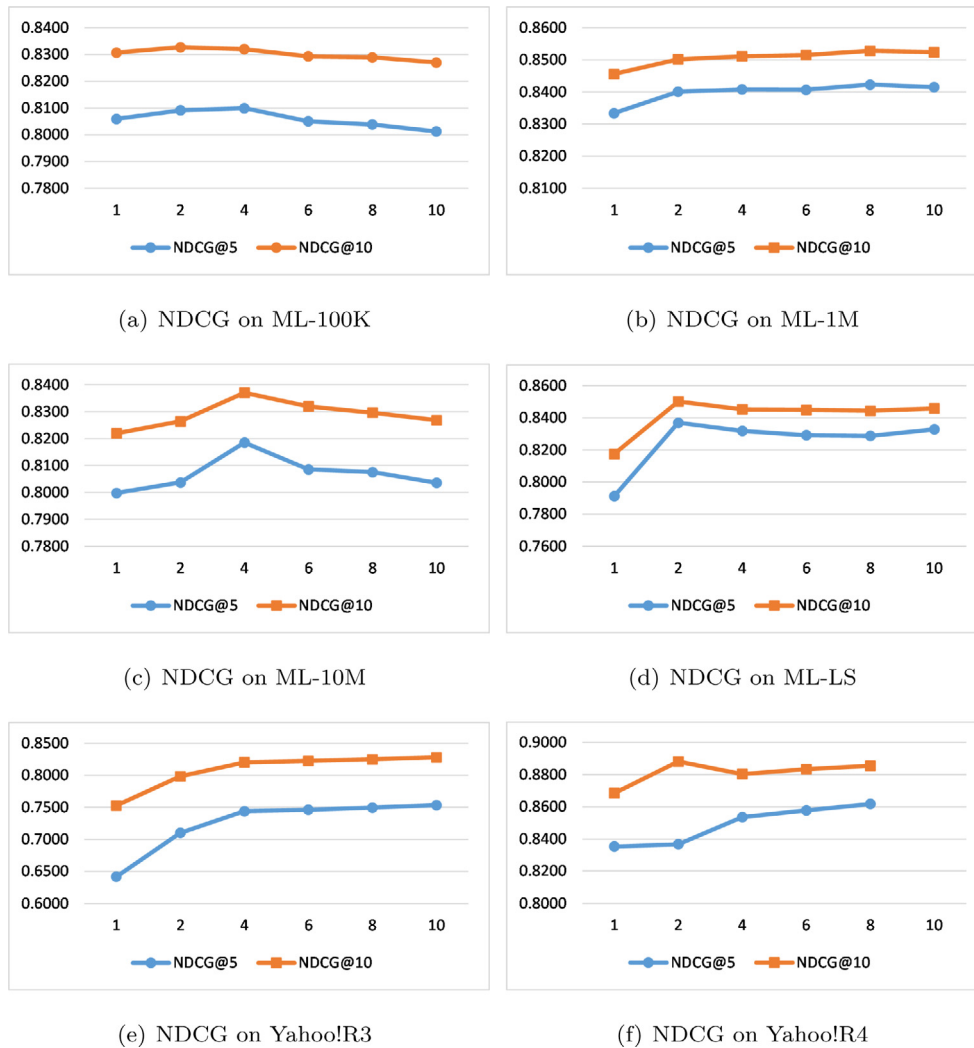 0.8400
0.8300
0.8200
0.8100
0.8000
0.7900
0.7800
1 2 4 6 8 10
NDCG@5 NDCG@10
(a) NDCG on ML-100K
0.8600
0.8500
0.8400
0.8300
0.8200
0.8100
1 2 4 6 8 10
NDCG@5 NDCG@10
(b) NDCG on ML-1M
0.8400
0.8300
0.8200
0.8100
0.8000
0.7900
0.7800
1 2 4 6 8 10
NDCG@5 NDCG@10
(c) NDCG on ML-10M
0.8600
0.8400
0.8200
0.8000
0.7800
0.7600
1 2 4 6 8 10
NDCG@5 NDCG@10
(d) NDCG on ML-LS
0.8500
0.8000
0.7500
0.7000
0.6500
0.6000
1 2 4 6 8 10
NDCG@5 NDCG@10
(e) NDCG on Yahoo!R3
0.9000
0.8800
0.8600
0.8400
0.8200
0.8000
1 2 4 6 8 10
NDCG@5 NDCG@10
(f) NDCG on Yahoo!R4